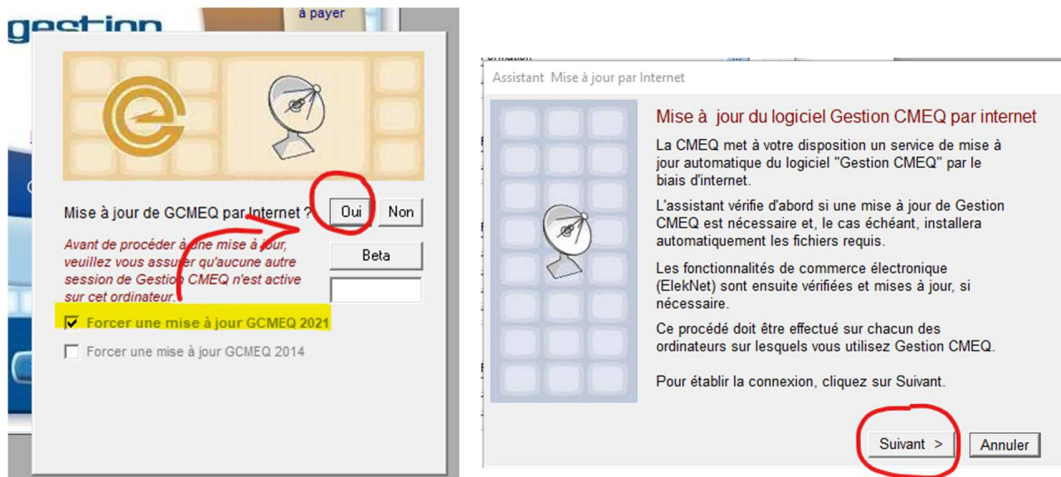 gestion
à payer
Mise à jour de GCMEQ par Internet ?
Oui
Non
Avant de procéder à une mise à jour,
veuillez vous assurer qu'aucune autre
session de Gestion CMEQ n'est active
sur cet ordinateur.
Beta
Forcer une mise à jour GCMEQ 2021
Forcer une mise à jour GCMEQ 2014
Assistant Mise à jour par Internet
Mise à jour du logiciel Gestion CMEQ par internet
La CMEQ met à votre disposition un service de mise à
jour automatique du logiciel "Gestion CMEQ" par le
biais d'internet.
L'assistant vérifie d'abord si une mise à jour de Gestion
CMEQ est nécessaire et, le cas échéant, installera
automatiquement les fichiers requis.
Les fonctionnalités de commerce électronique
(ElekNet) sont ensuite vérifiées et mises à jour, si
nécessaire.
Ce procédé doit être effectué sur chacun des
ordinateurs sur lesquels vous utilisez Gestion CMEQ.
Pour établir la connexion, cliquez sur Suivant.
Suivant >
Annuler